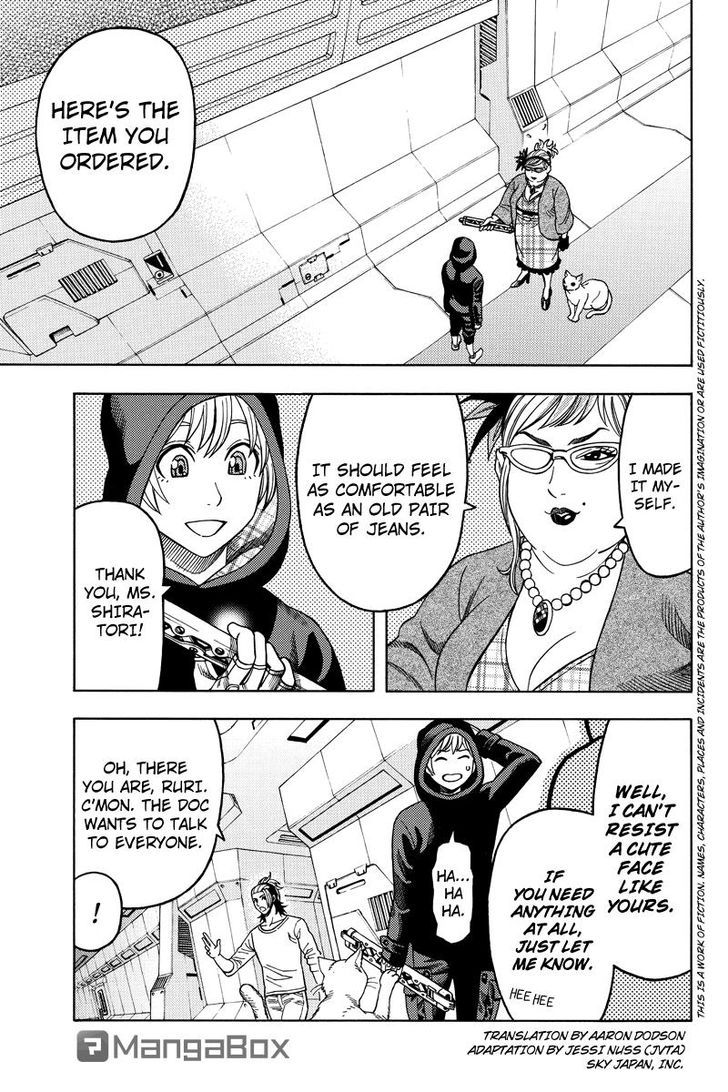 HERE'S THE
ITEM YOU
ORDERED.
I MADE
IT MY-
SELF.
IT SHOULD FEEL
AS COMFORTABLE
AS AN OLD PAIR
OF JEANS.
THANK
YOU, MS.
SHIRA-
TORI!
WELL,
I CAN'T
RESIST
A CUTE
FACE
LIKE
YOURS.
IF
YOU NEED
ANYTHING
AT ALL,
JUST LET
ME KNOW.
HEE HEE
HA...
HA
HA.
OH, THERE
YOU ARE, RURI.
C'MON. THE DOC
WANTS TO TALK
TO EVERYONE.
!
THIS IS A WORK OF FICTION. NAMES, CHARACTERS, PLACES AND INCIDENTS ARE THE PRODUCTS OF THE AUTHOR'S IMAGINATION OR ARE USED FICTITIOUSLY.
MangaBox
TRANSLATION BY AARON DODSON
ADAPTATION BY JESSI NUSS (JVTA)
SKY JAPAN, INC.